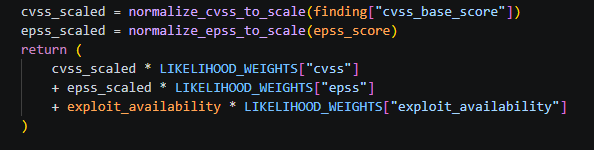 cvss_scaled = normalize_cvss_to_scale(finding["cvss_base_score"])
epss_scaled = normalize_epss_to_scale(epss_score)
return (
    cvss_scaled * LIKELIHOOD_WEIGHTS["cvss"]
    + epss_scaled * LIKELIHOOD_WEIGHTS["epss"]
    + exploit_availability * LIKELIHOOD_WEIGHTS["exploit_availability"]
)